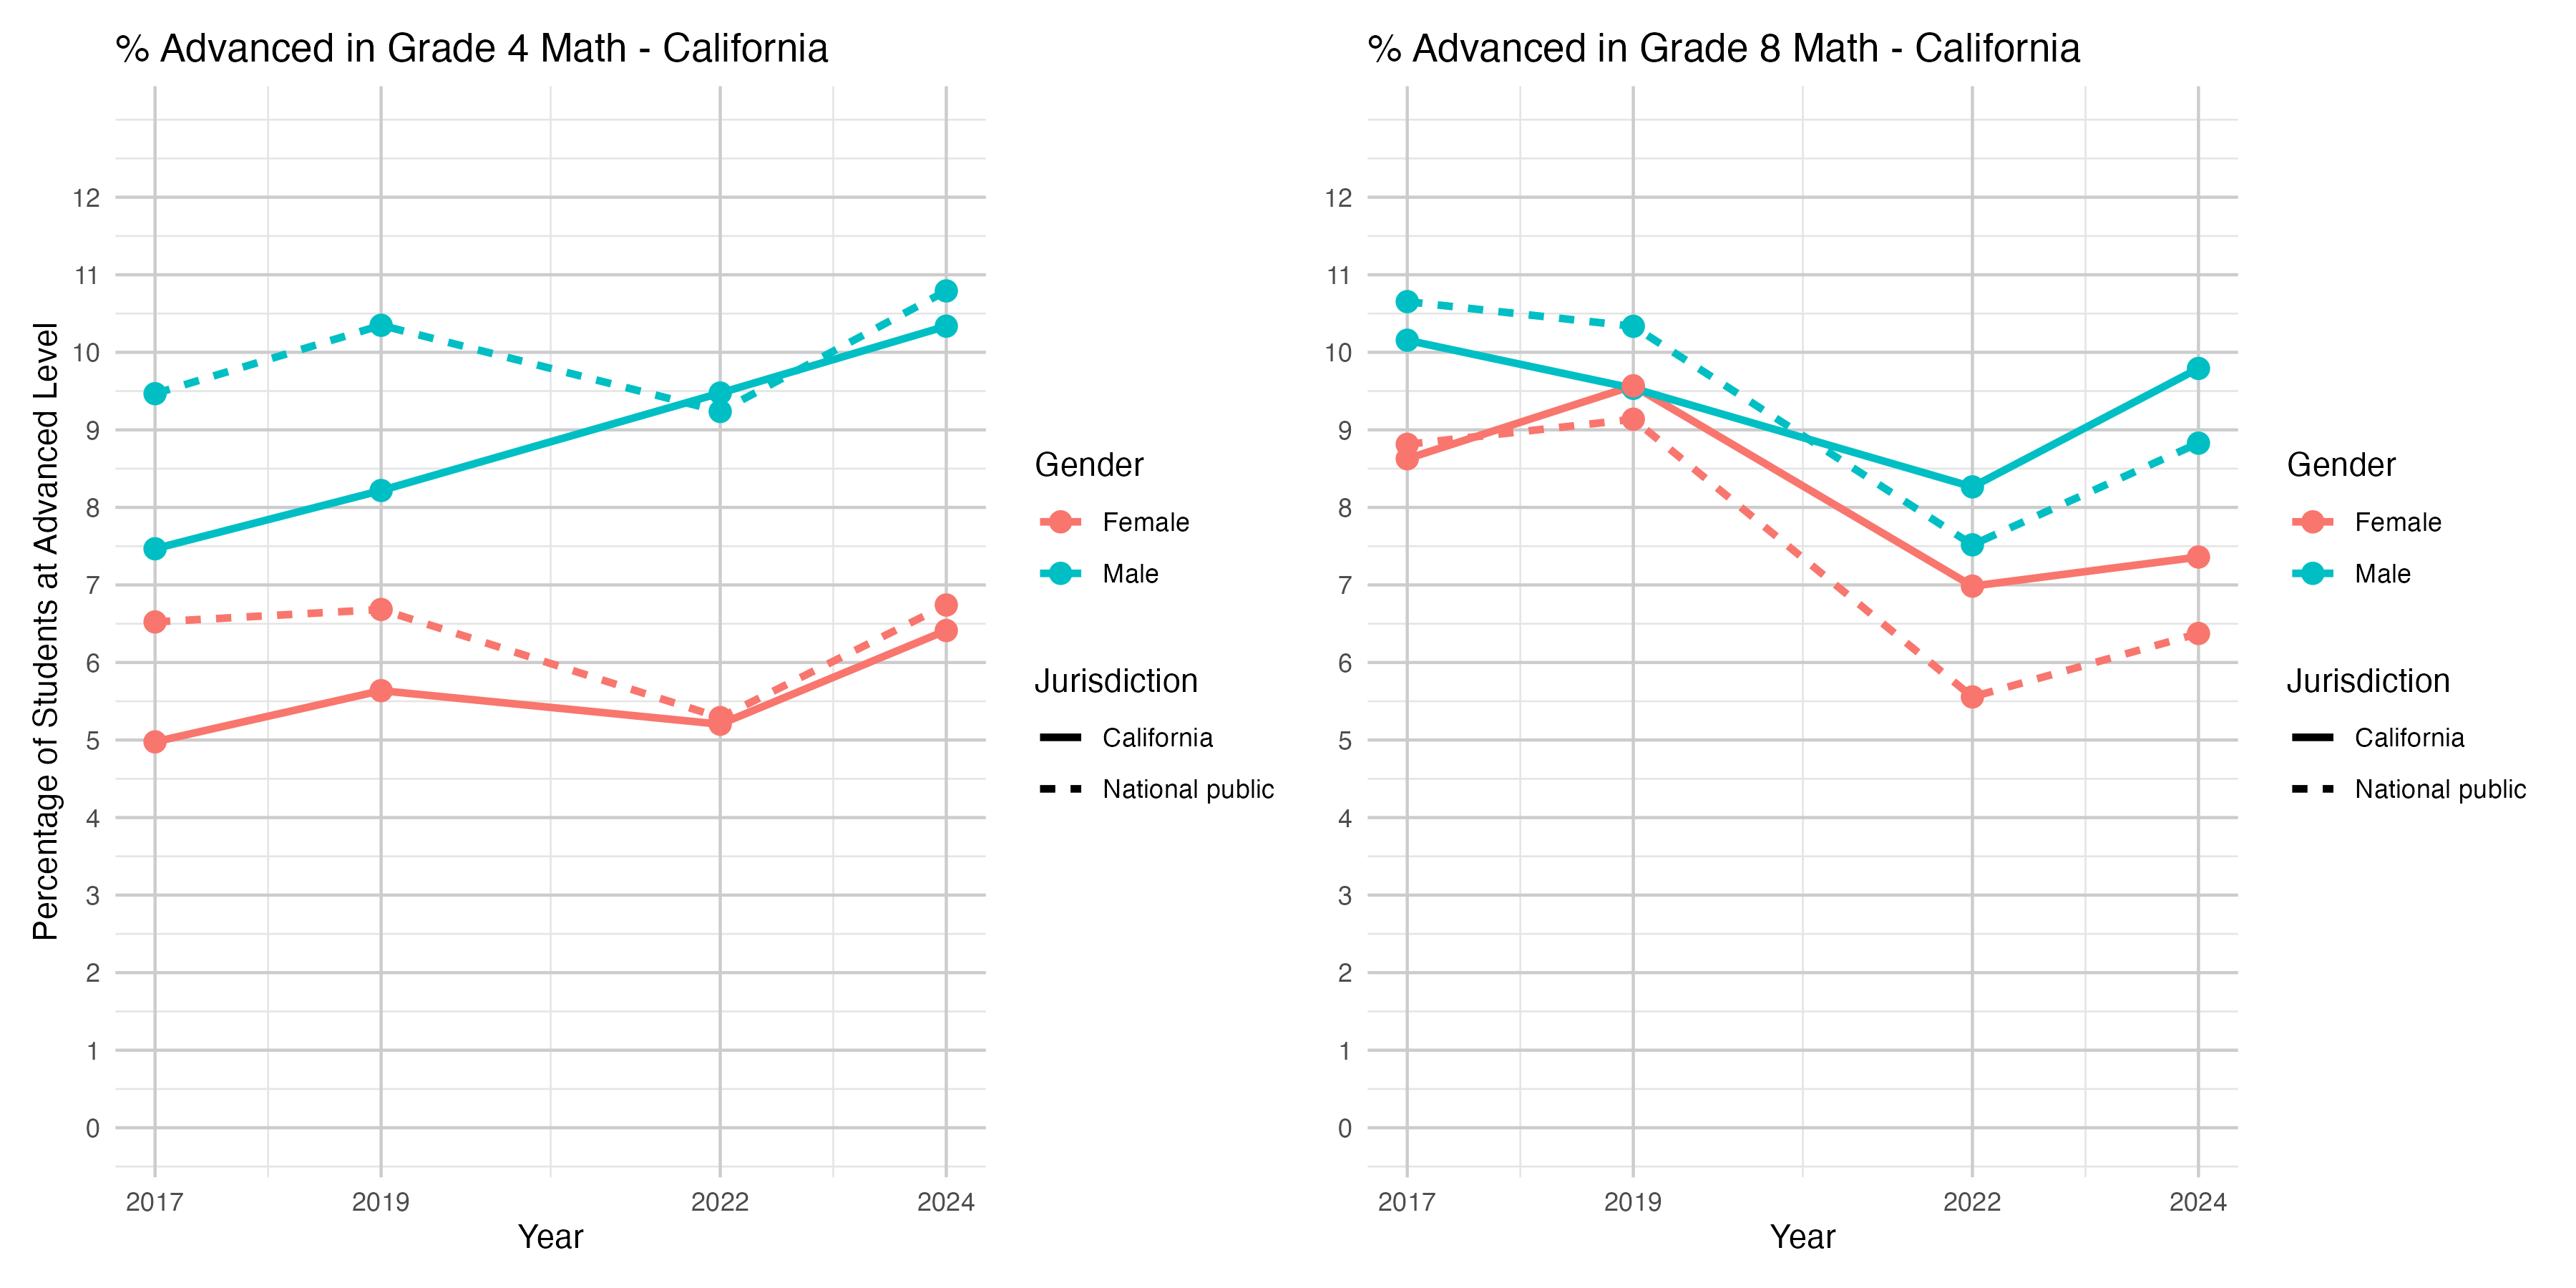 % Advanced in Grade 4 Math - California
Percentage of Students at Advanced Level
12
11
10
9
8
7
6
5
4
3
2
1
0
2017 2019 2022 2024
Year
Gender
Female
Male
Jurisdiction
California
National public
% Advanced in Grade 8 Math - California
12
11
10
9
8
7
6
5
4
3
2
1
0
2017 2019 2022 2024
Year
Gender
Female
Male
Jurisdiction
California
National public